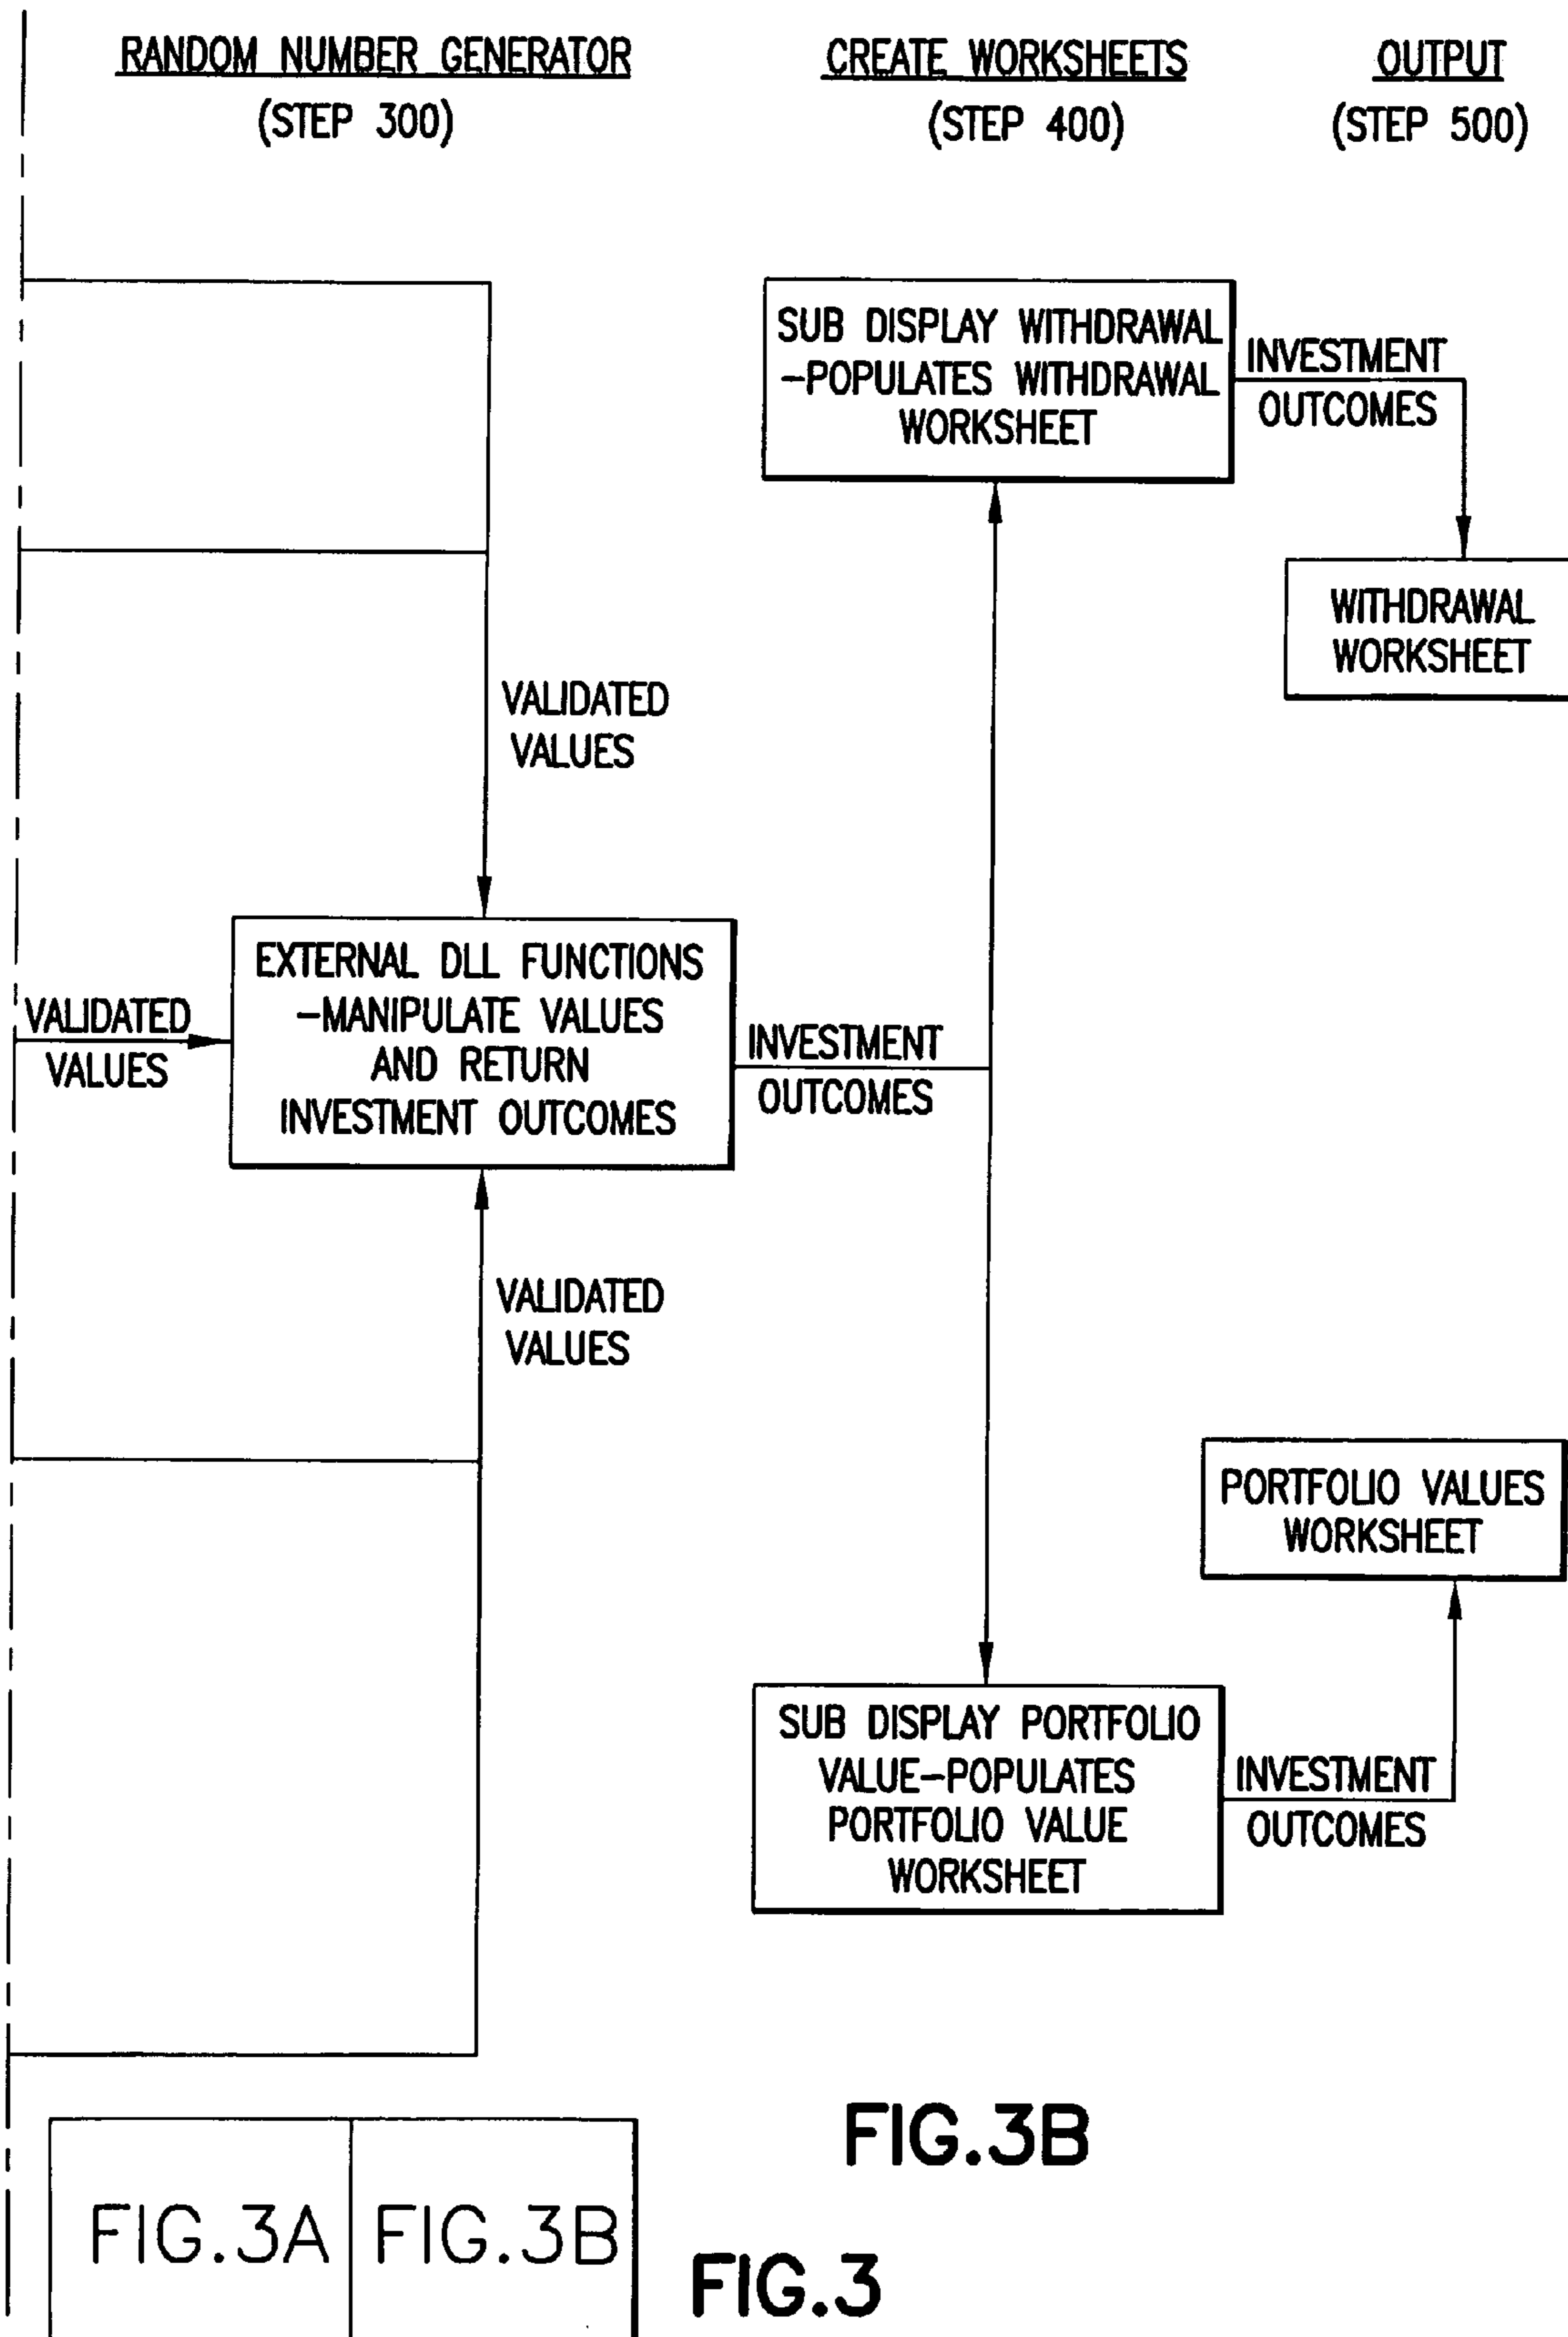 RANDOM NUMBER GENERATOR
(STEP 300)
CREATE WORKSHEETS
(STEP 400)
OUTPUT
(STEP 500)
SUB DISPLAY WITHDRAWAL
-POPULATES WITHDRAWAL
WORKSHEET
INVESTMENT
OUTCOMES
WITHDRAWAL
WORKSHEET
VALIDATED
VALUES
VALIDATED
VALUES
EXTERNAL DLL FUNCTIONS
-MANIPULATE VALUES
AND RETURN
INVESTMENT OUTCOMES
INVESTMENT
OUTCOMES
VALIDATED
VALUES
PORTFOLIO VALUES
WORKSHEET
SUB DISPLAY PORTFOLIO
VALUE-POPULATES
PORTFOLIO VALUE
WORKSHEET
INVESTMENT
OUTCOMES
FIG.3B
FIG.3A
FIG.3B
FIG.3